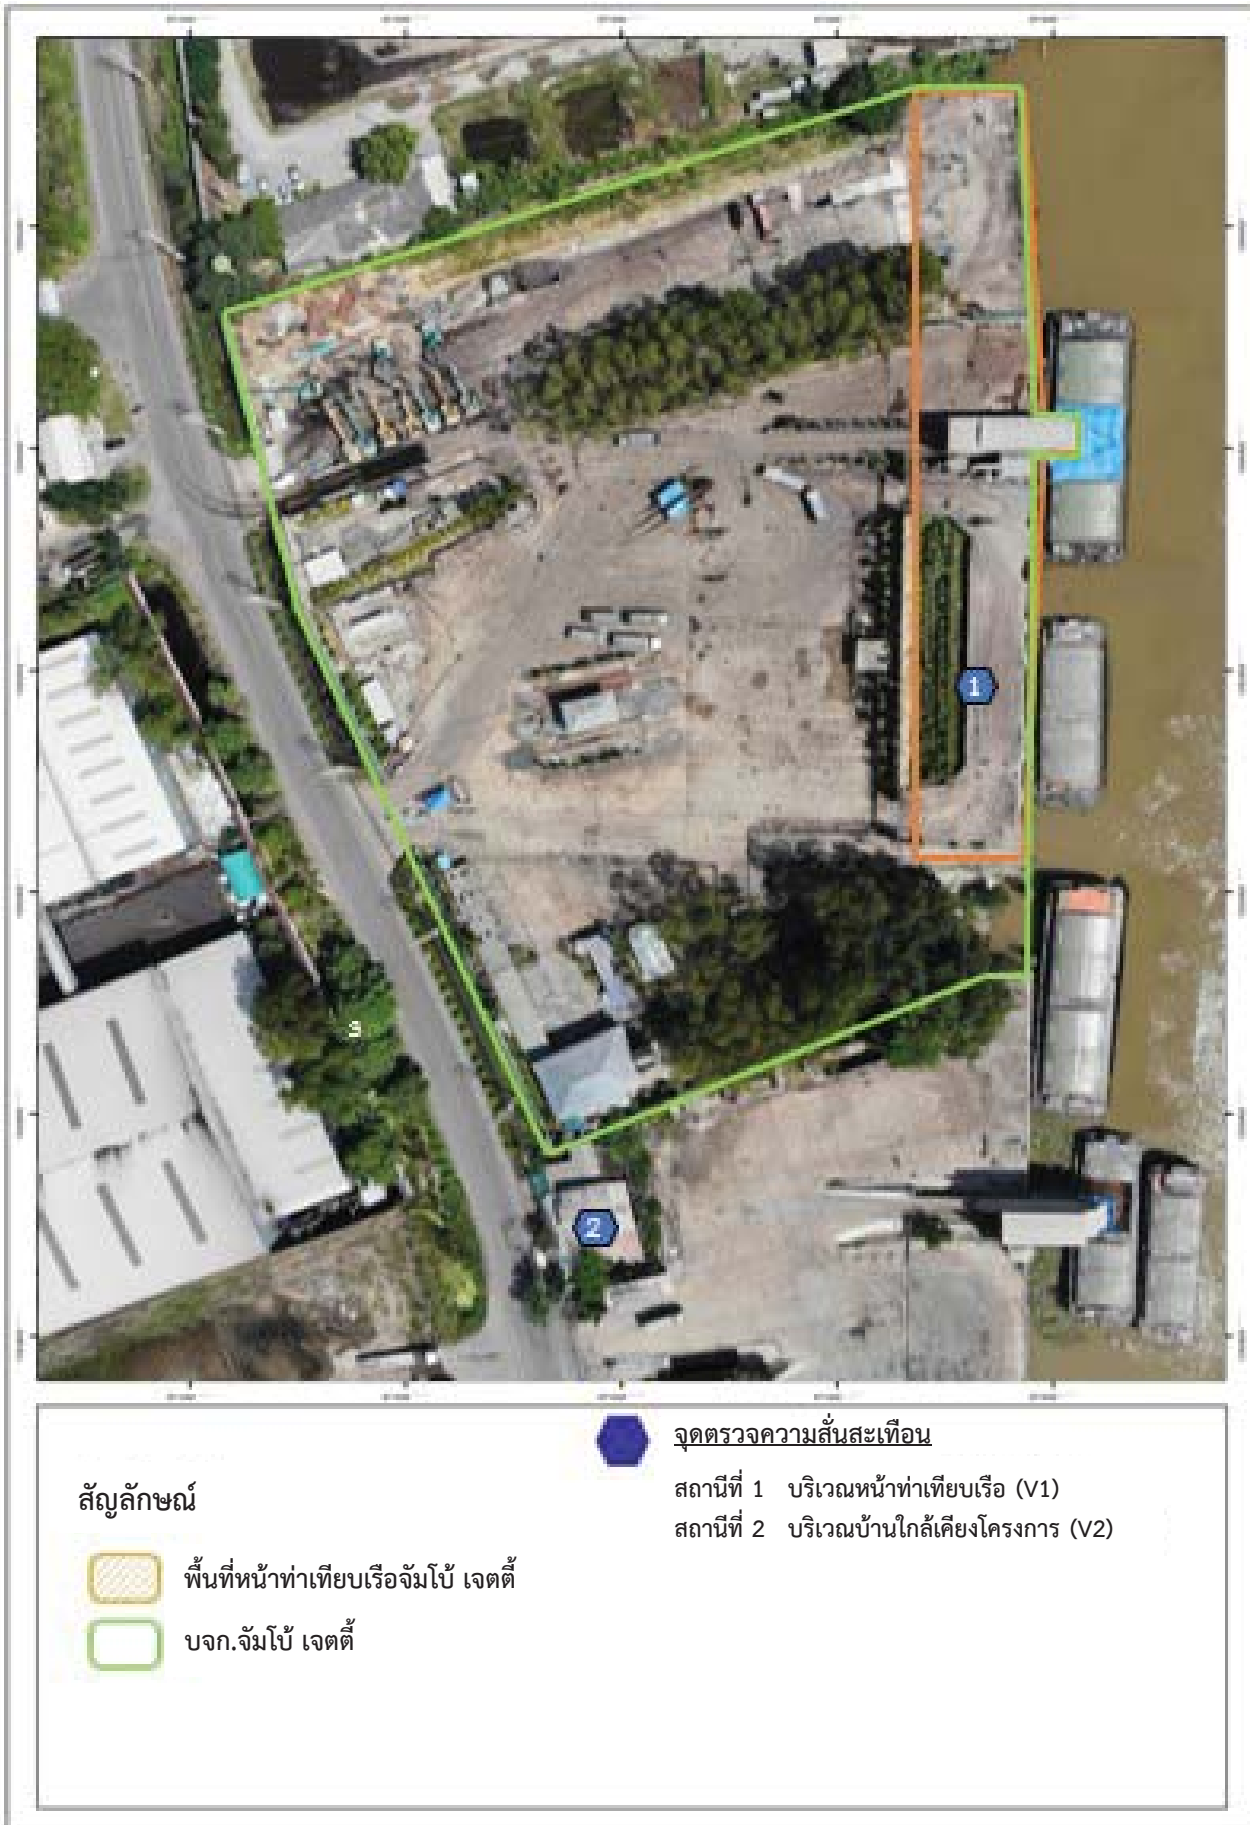 1
3
2
จุดตรวจความสั่นสะเทือน
สถานีที่ 1 บริเวณหน้าท่าเทียบเรือ (V1)
สถานีที่ 2 บริเวณบ้านใกล้เคียงโครงการ (V2)
สัญลักษณ์
พื้นที่หน้าท่าเทียบเรือจัมโบ้ เจตตี้
บจก.จัมโบ้ เจตตี้